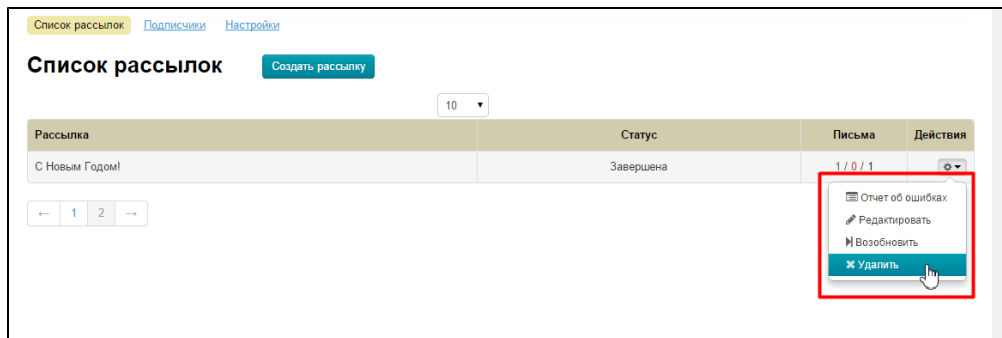 Список рассылок Подписчики Настройки
Список рассылок Создать рассылку
10
Рассылка Статус Письма Действия
С Новым Годом! Завершена 1 / 0 / 1
Отчет об ошибках
Редактировать
Возобновить
Удалить
← 1 2 →